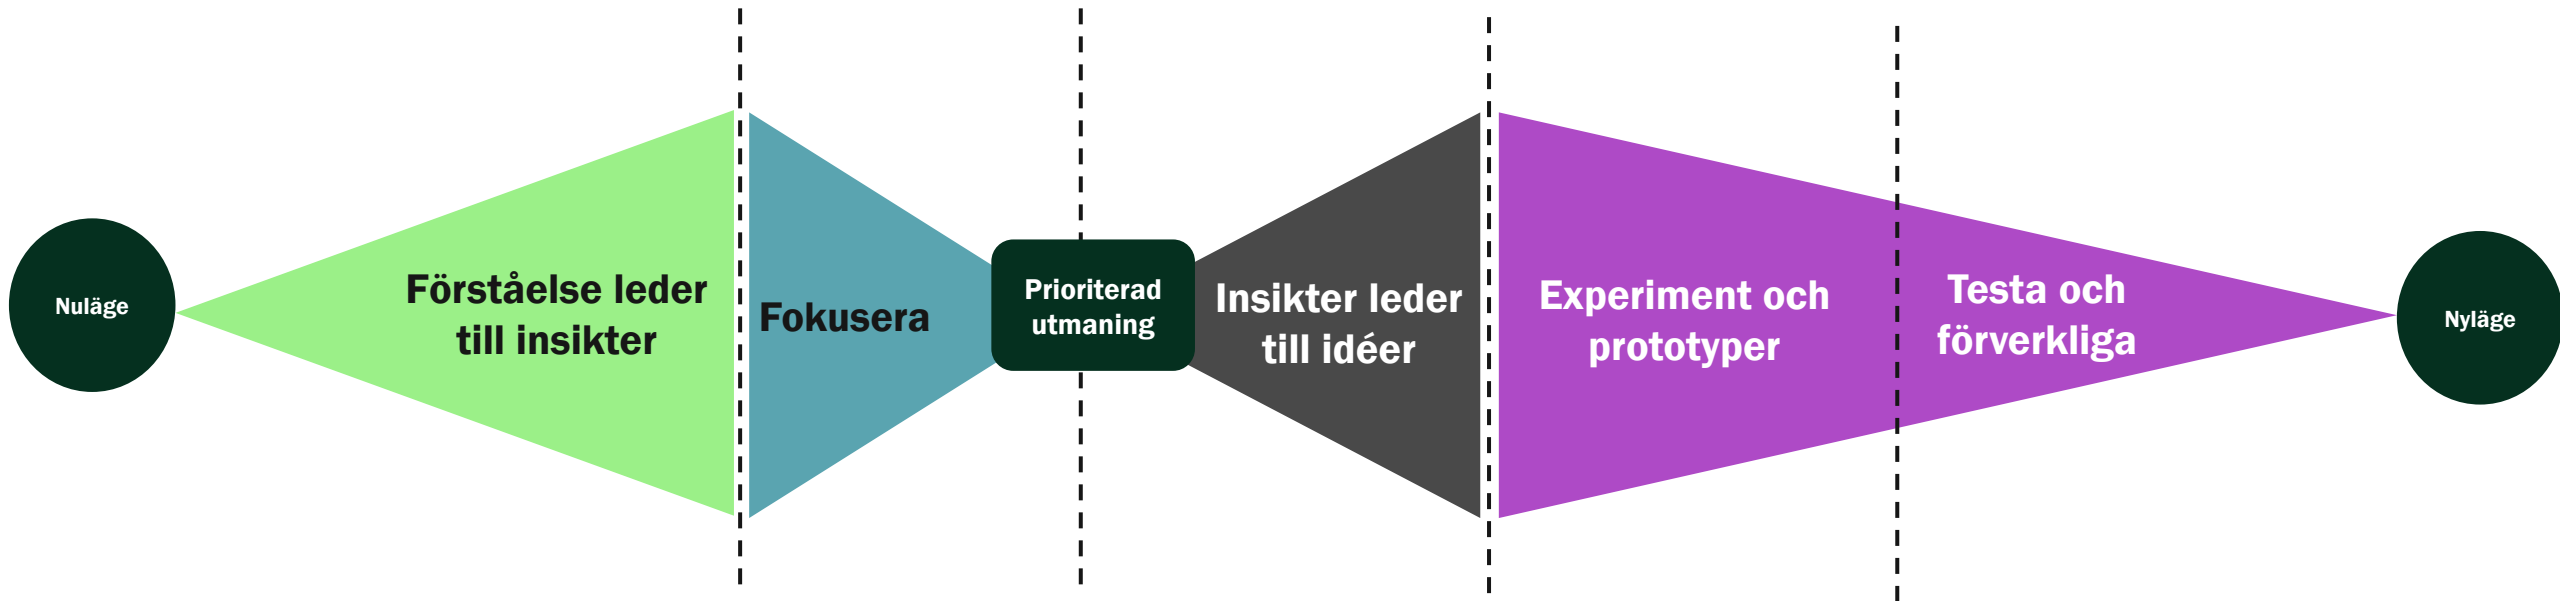 Nuläge
Förståelse leder
till insikter
Fokusera
Prioriterad
utmaning
Insikter leder
till idéer
Experiment och
prototyper
Testa och
förverkliga
Nyläge